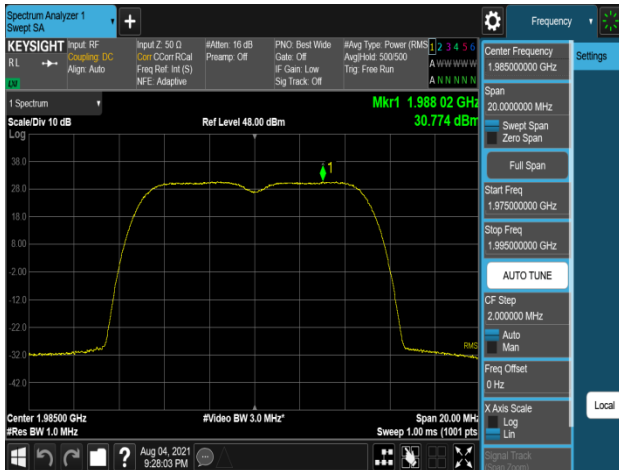 Spectrum Analyzer 1
Swept SA
+
Frequency
KEYSIGHT
Input: RF
Input Z: 50 Ω
#Atten: 16 dB
PNO: Best Wide
#Avg Type: Power (RMS
1 2 3 4 5 6
R L
Coupling: DC
Corr CCorr RCal
Preamp: Off
Gate: Off
Avg|Hold: 500/500
A W W W W W
Align: Auto
Freq Ref: Int (S)
IF Gain: Low
Trig: Free Run
NFE: Adaptive
Sig Track: Off
A N N N N N
1 Spectrum
Mkr1 1.988 02 GHz
Scale/Div 10 dB
Ref Level 48.00 dBm
30.774 dBm
Log
38.0
28.0
18.0
8.00
-2.00
-12.0
-22.0
-32.0
-42.0
1
RMS
Center 1.98500 GHz
#Video BW 3.0 MHz*
Span 20.00 MHz
#Res BW 1.0 MHz
Sweep 1.00 ms (1001 pts
Aug 04, 2021
9:28:03 PM
?
Center Frequency
1.985000000 GHz
Settings
Span
20.0000000 MHz
Swept Span
Zero Span
Full Span
Start Freq
1.975000000 GHz
Stop Freq
1.995000000 GHz
AUTO TUNE
CF Step
2.000000 MHz
Auto
Man
Freq Offset
0 Hz
X Axis Scale
Log
Lin
Local
Signal Track
(Span Zoom)